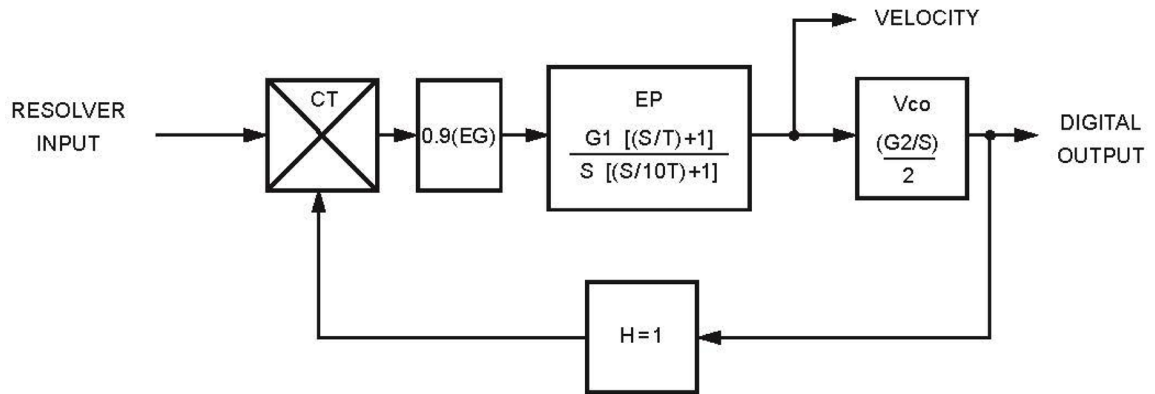 VELOCITY
RESOLVER
INPUT
CT
0.9(EG)
EP
G1 [(S/T)+1]
S [(S/10T)+1]
Vco
(G2/S)
2
DIGITAL
OUTPUT
H=1